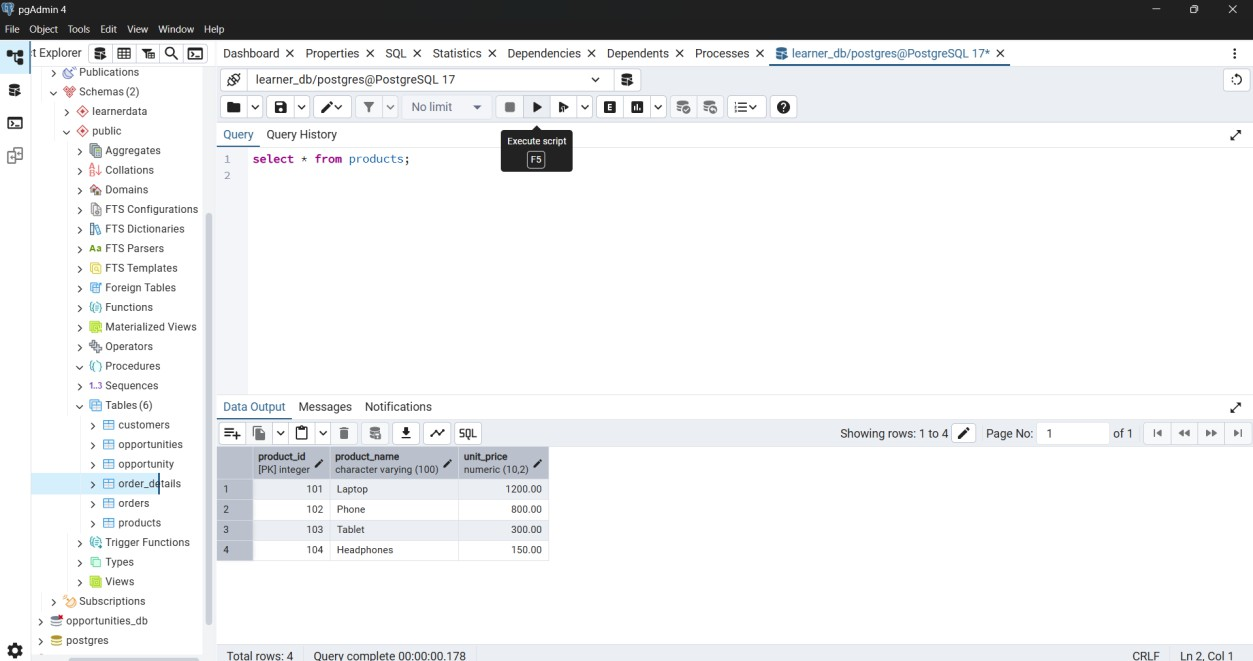 pgAdmin 4
File Object Tools Edit View Window Help
t Explorer
Dashboard Properties SQL Statistics Dependencies Dependents Processes learner_db/postgres@PostgreSQL 17*
learner_db/postgres@PostgreSQL 17
No limit
E
Query Query History
Execute script
F5
1 select * from products;
2
Publications
Schemas (2)
learnerdata
public
Aggregates
Collations
Domains
FTS Configurations
FTS Dictionaries
Aa FTS Parsers
FTS Templates
Foreign Tables
Functions
Materialized Views
Operators
Procedures
1..3 Sequences
Tables (6)
customers
opportunities
opportunity
order_details
orders
products
Trigger Functions
Types
Views
Subscriptions
opportunities_db
postgres
Data Output Messages Notifications
SQL
Showing rows: 1 to 4 Page No: 1 of 1
product_id product_name unit_price
[PK] integer character varying (100) numeric (10,2)
1 101 Laptop 1200.00
2 102 Phone 800.00
3 103 Tablet 300.00
4 104 Headphones 150.00
Total rows: 4 Query complete 00:00:00.178 CRLF Ln 2, Col 1